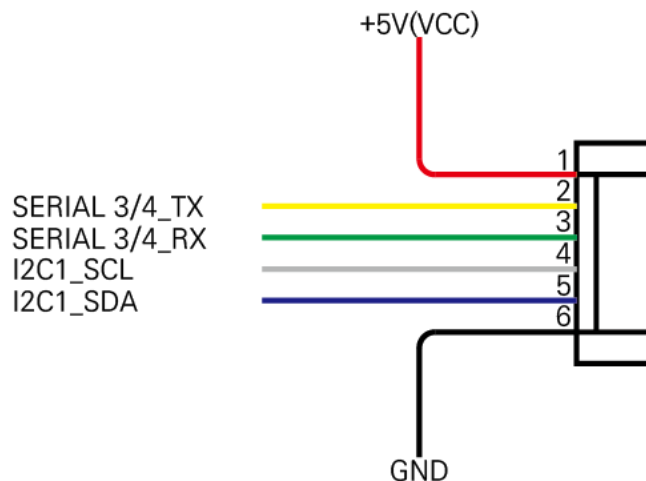 +5V(VCC)
1
SERIAL 3/4_TX 2
SERIAL 3/4_RX 3
I2C1_SCL 4
I2C1_SDA 5
6
GND